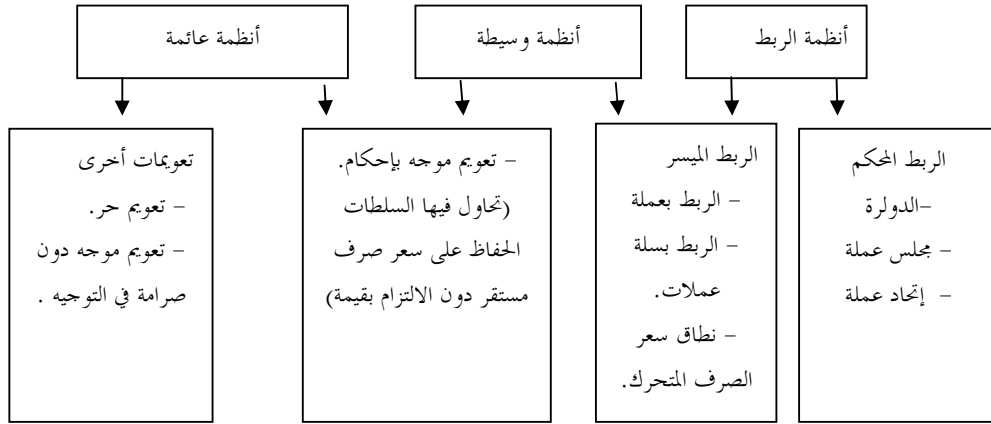 أنظمة الربط
أنظمة وسيطة
أنظمة عائمة
الربط المحكم
–الدولرة
– مجلس عملة
– إتحاد عملة
الربط الميسر
– الربط بعملة
– الربط بسلة
عملات.
– نطاق سعر
الصرف المتحرك.
– تعويم موجه بإحكام.
(تحاول فيها السلطات
الحفاظ على سعر صرف
مستقر دون الالتزام بقيمة)
تعويمات أخرى
– تعويم حر.
– تعويم موجه دون
صرامة في التوجيه .